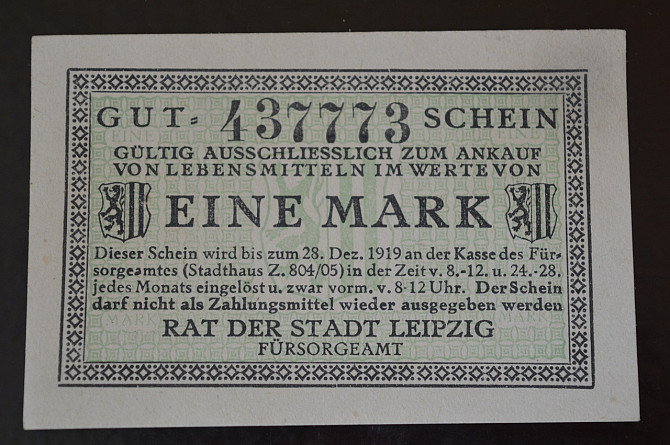 GUT= 437773 SCHEIN
GÜLTIG AUSSCHLIESSLICH ZUM ANKAUF
VON LEBENSMITTELN IM WERTE VON
EINE MARK
Dieser Schein wird bis zum 28. Dez. 1919 an der Kasse des Für=
sorgeamtes (Stadthaus Z. 804/05) in der Zeit v. 8.-12. u. 24.-28.
jedes Monats eingelöst u. zwar vorm. v. 8-12 Uhr. Der Schein
darf nicht als Zahlungsmittel wieder ausgegeben werden
RAT DER STADT LEIPZIG
FÜRSORGEAMT